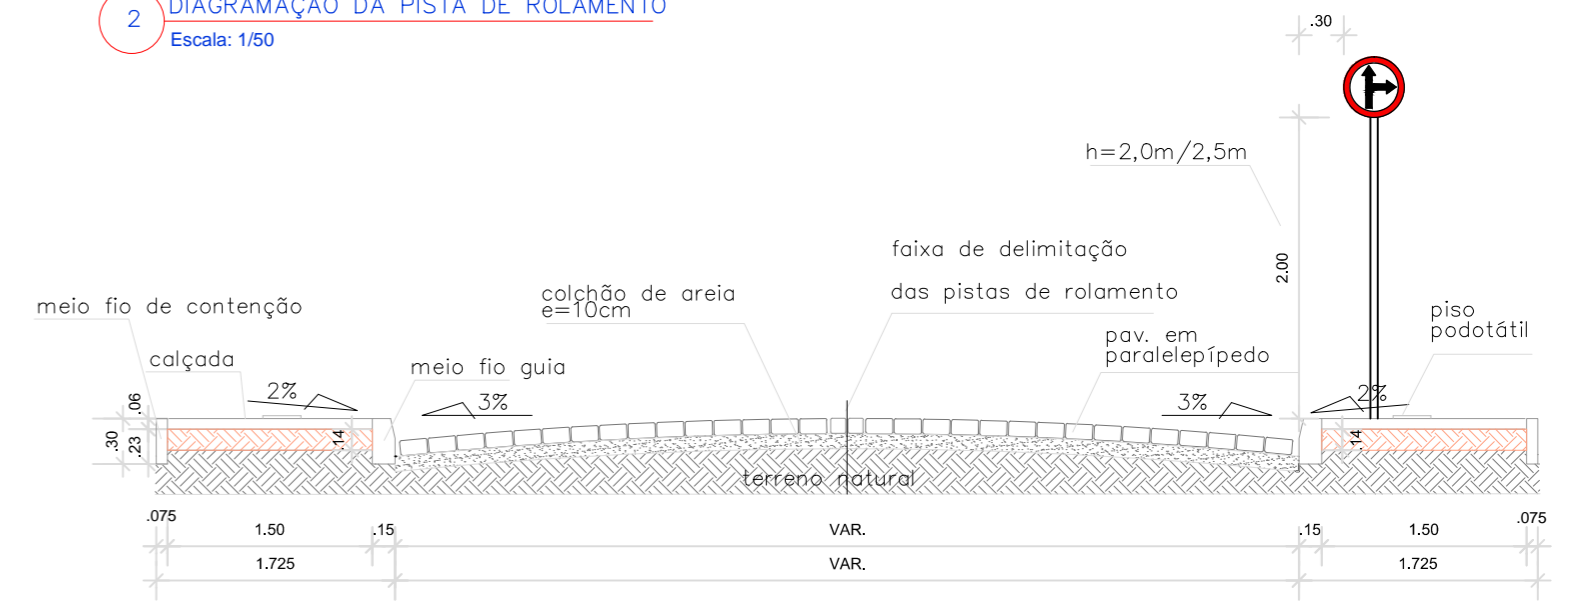 2
DIAGRAMAÇÃO DA PISTA DE ROLAMENTO
Escala: 1/50
.30
h=2,0m/2,5m
2.00
faixa de delimitação
das pistas de rolamento
colchão de areia
e=10cm
meio fio de contenção
piso
podotátil
pav. em
paralelepípedo
calçada
meio fio guia
2%
3%
3%
2%
.06
.30
.23
.14
.14
terreno natural
.075
1.50
.15
VAR.
.15
1.50
.075
1.725
VAR.
1.725